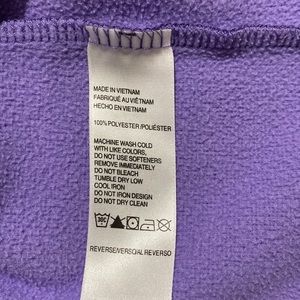 MADE IN VIETNAM
FABRIQUÉ AU VIÊTNAM
HECHO EN VIETNAM
100% POLYESTER/POLIÉSTER
MACHINE WASH COLD
WITH LIKE COLORS,
DO NOT USE SOFTENERS
REMOVE IMMEDIATELY
DO NOT BLEACH
TUMBLE DRY LOW
COOL IRON
DO NOT IRON DESIGN
DO NOT DRY CLEAN
REVERSE/VERSO/AL REVERSO